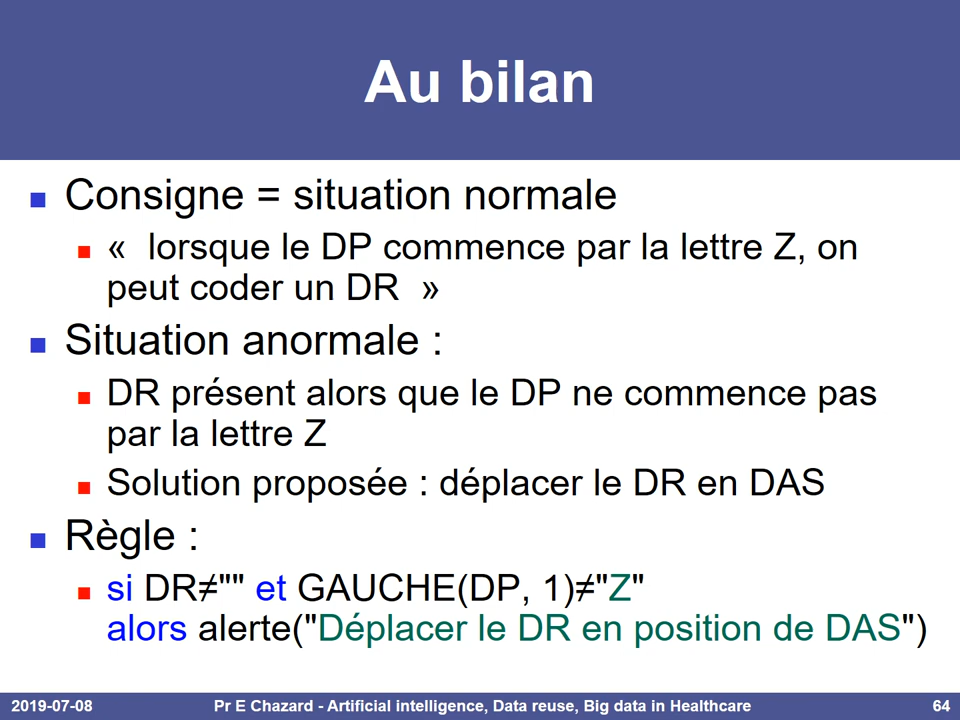 Au bilan
Consigne = situation normale
«  lorsque le DP commence par la lettre Z, on
peut coder un DR  »
Situation anormale :
DR présent alors que le DP ne commence pas
par la lettre Z
Solution proposée : déplacer le DR en DAS
Règle :
si DR≠"" et GAUCHE(DP, 1)≠"Z"
alors alerte("Déplacer le DR en position de DAS")
2019-07-08 Pr E Chazard - Artificial intelligence, Data reuse, Big data in Healthcare 64